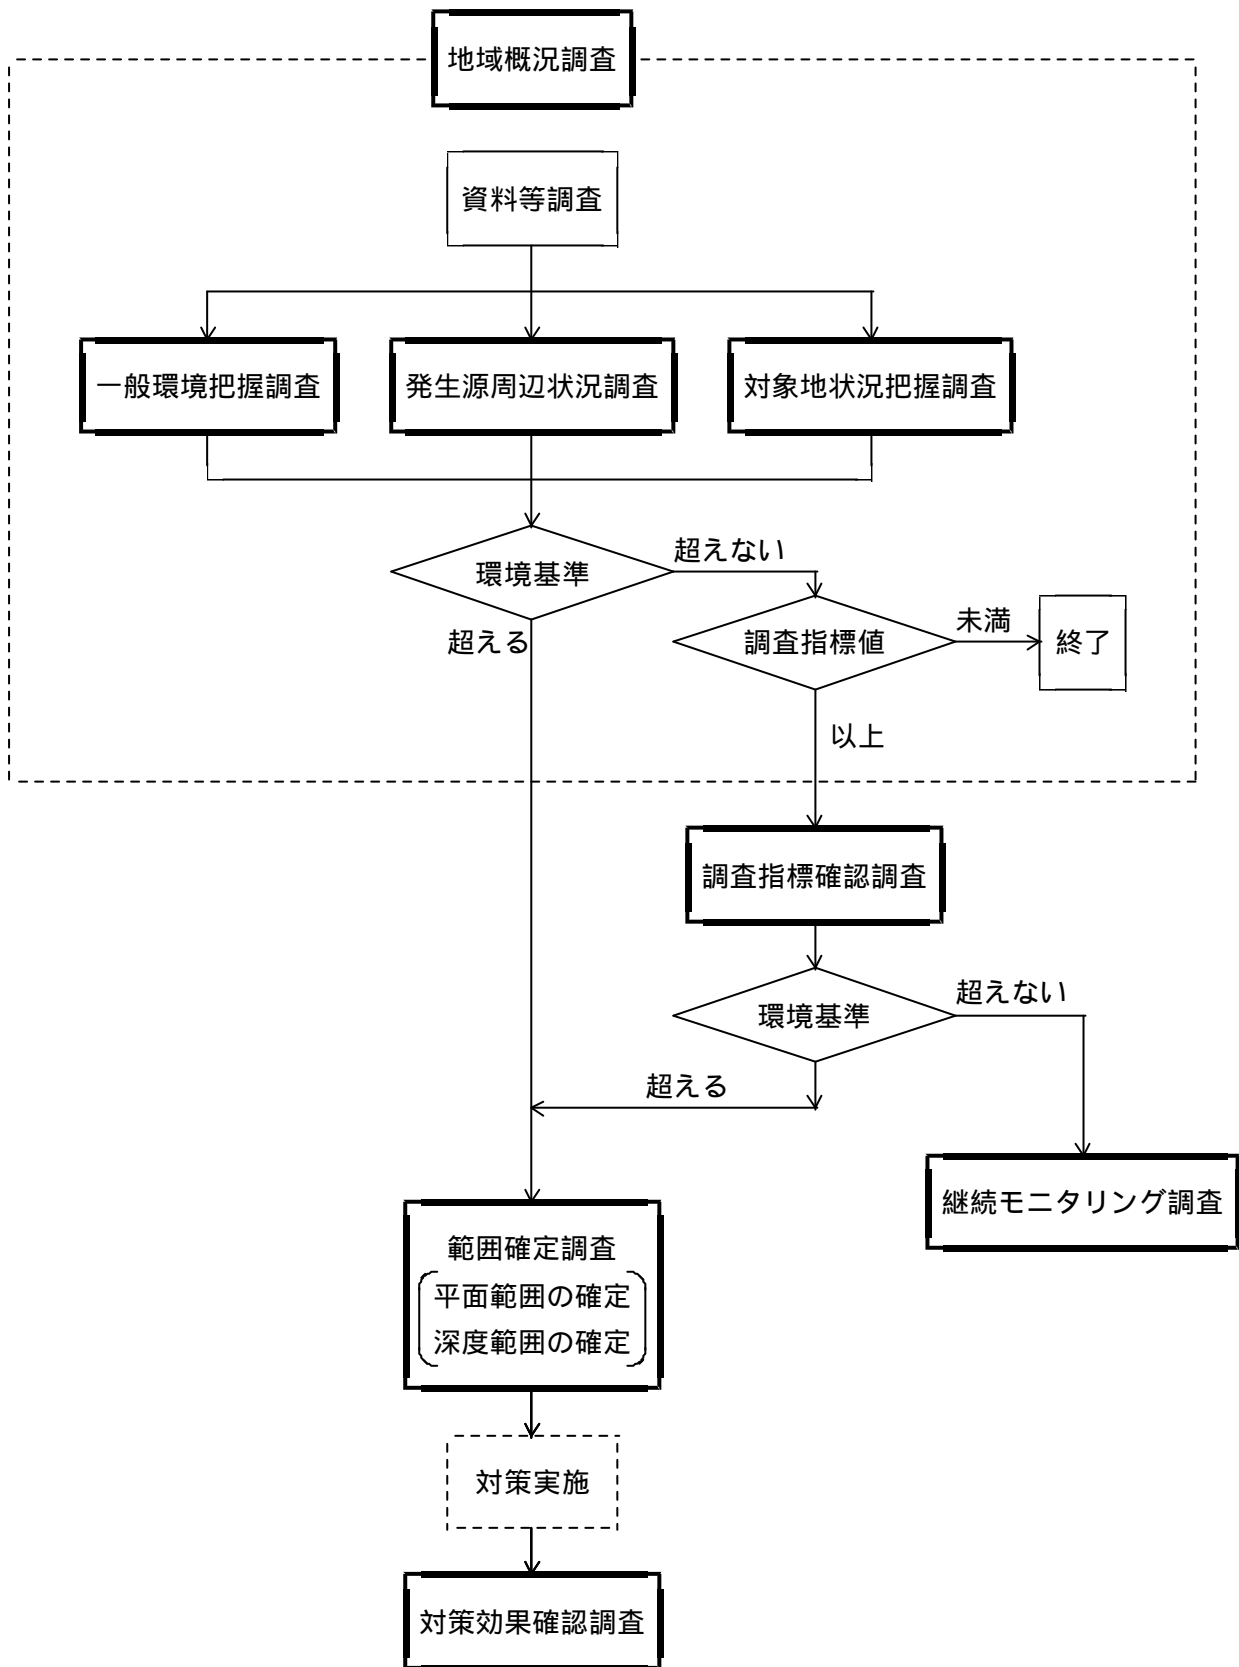 地域概況調査
資料等調査
一般環境把握調査
発生源周辺状況調査
対象地状況把握調査
環境基準
超えない
超える
調査指標値
未満
終了
以上
調査指標確認調査
環境基準
超えない
超える
継続モニタリング調査
範囲確定調査
平面範囲の確定
深度範囲の確定
対策実施
対策効果確認調査